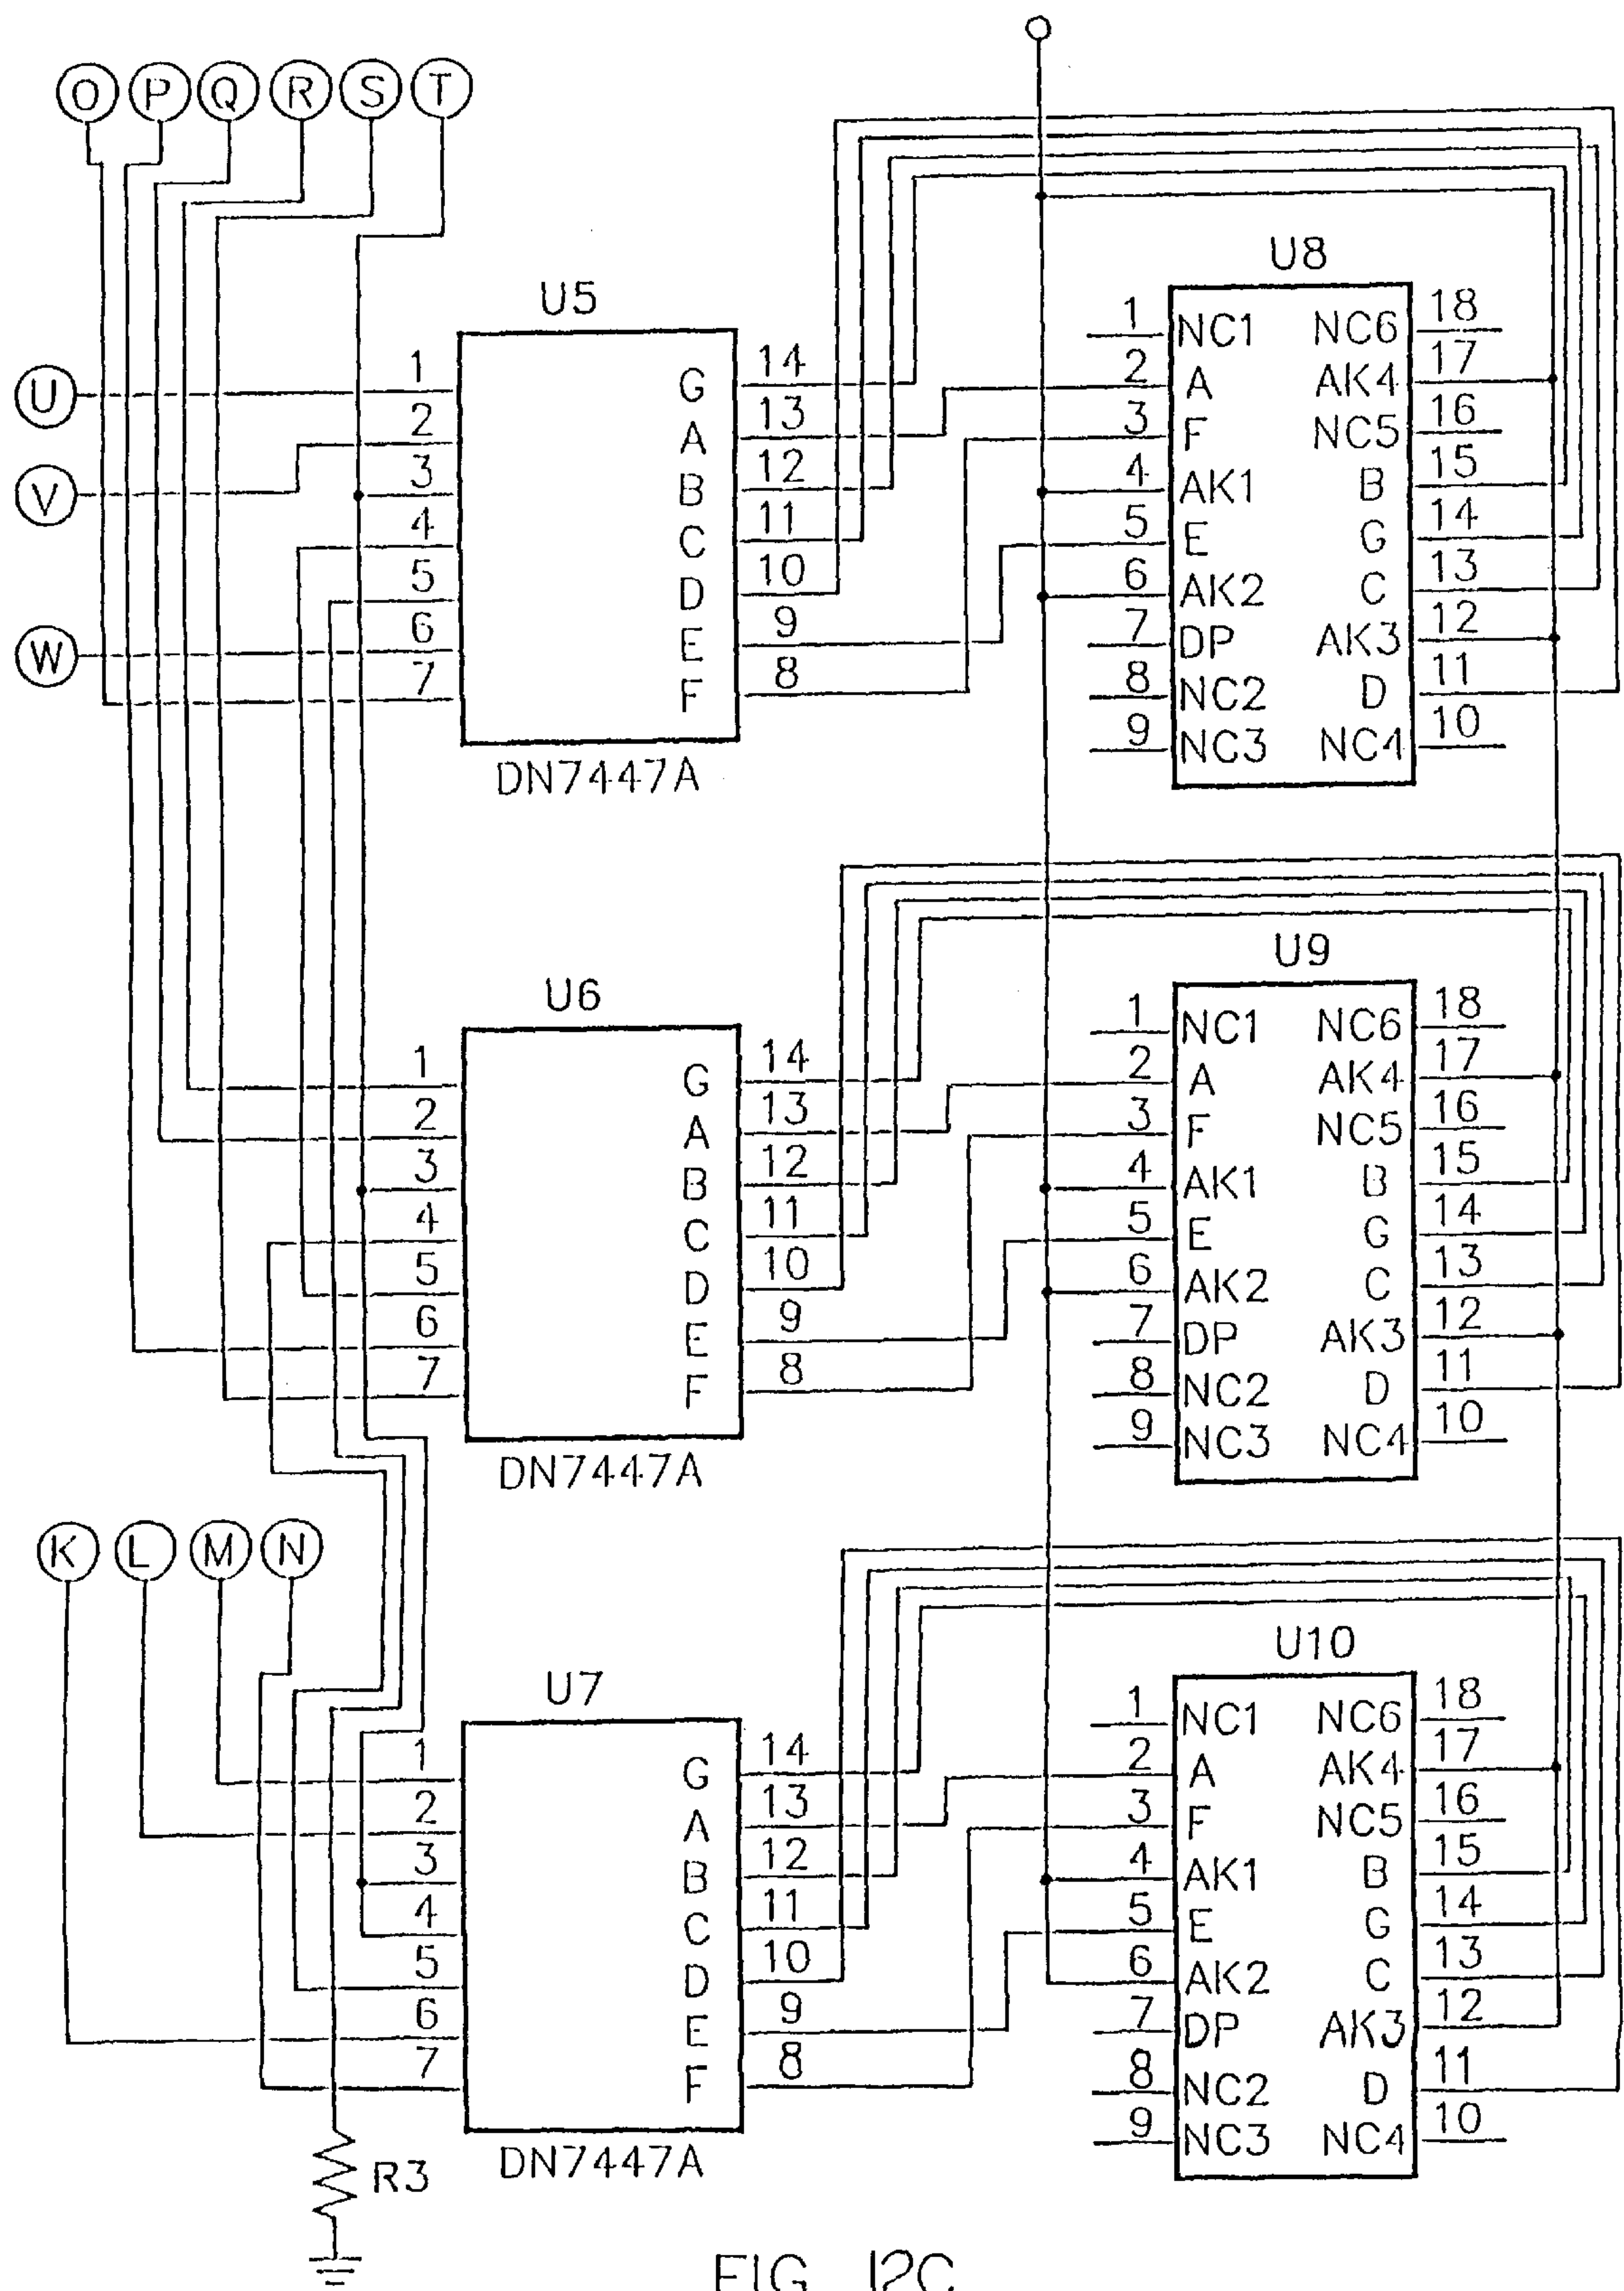 O P Q R S T
U
V
W
U5
1
2
3
4
5
6
7
G 14
A 13
B 12
C 11
D 10
E 9
F 8
DN7447A
U8
1 NC1 NC6 18
2 A AK4 17
3 F NC5 16
4 AK1 B 15
5 E G 14
6 AK2 C 13
7 DP AK3 12
8 NC2 D 11
9 NC3 NC4 10
U6
1
2
3
4
5
6
7
G 14
A 13
B 12
C 11
D 10
E 9
F 8
DN7447A
U9
1 NC1 NC6 18
2 A AK4 17
3 F NC5 16
4 AK1 B 15
5 E G 14
6 AK2 C 13
7 DP AK3 12
8 NC2 D 11
9 NC3 NC4 10
K L M N
U7
1
2
3
4
5
6
7
G 14
A 13
B 12
C 11
D 10
E 9
F 8
DN7447A
U10
1 NC1 NC6 18
2 A AK4 17
3 F NC5 16
4 AK1 B 15
5 E G 14
6 AK2 C 13
7 DP AK3 12
8 NC2 D 11
9 NC3 NC4 10
R3
FIG 12C